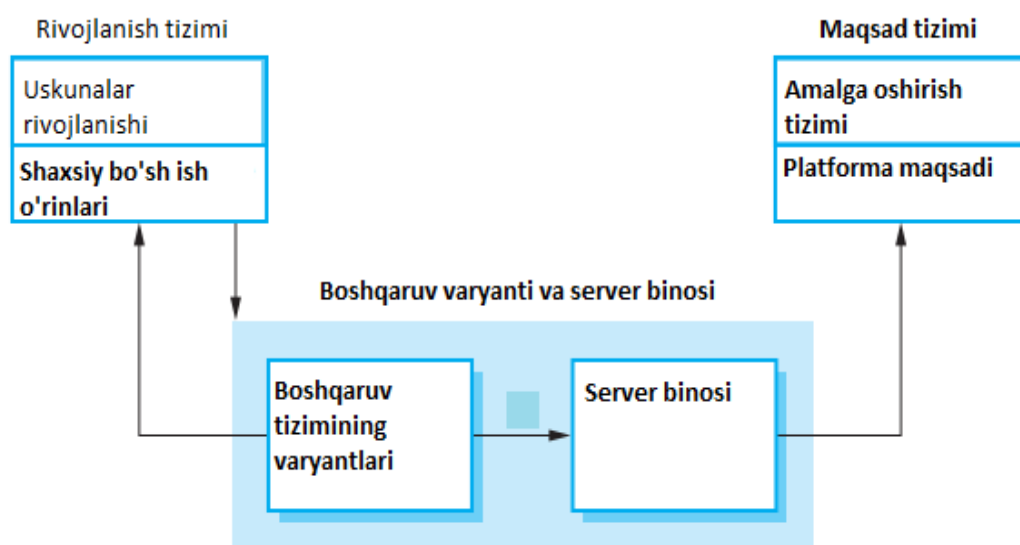 Rivojlanish tizimi
Maqsad tizimi
Uskunalar
rivojlanishi
Shaxsiy bo'sh ish
o'rinlari
Amalga oshirish
tizimi
Platforma maqsadi
Boshqaruv varyanti va server binosi
Boshqaruv
tizimining
varyantlari
Server binosi